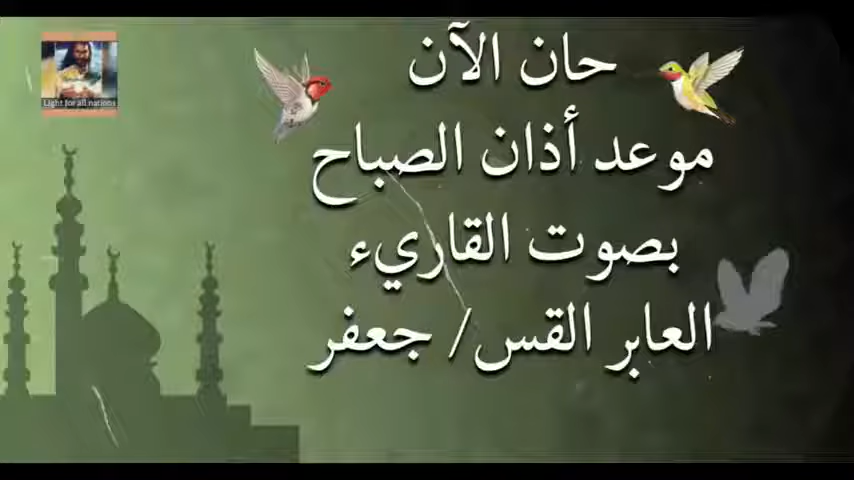 Light for all nations
حان الآن
موعد أذان الصباح
بصوت القاريء
العابر القس/ جعفر